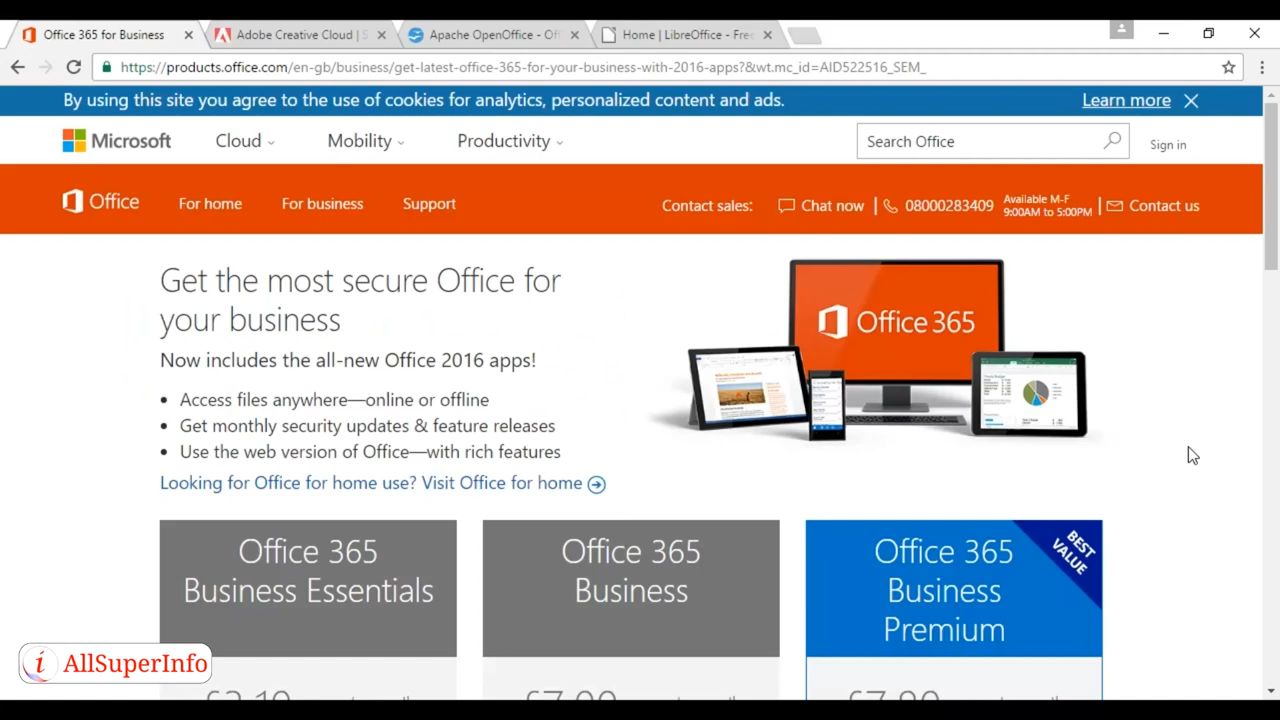 Office 365 for Business
Adobe Creative Cloud | S
Apache OpenOffice - Off
Home | LibreOffice - Free
https://products.office.com/en-gb/business/get-latest-office-365-for-your-business-with-2016-apps?&wt.mc_id=AID522516_SEM_
By using this site you agree to the use of cookies for analytics, personalized content and ads.
Learn more
Microsoft
Cloud
Mobility
Productivity
Search Office
Sign in
Office
For home
For business
Support
Contact sales:
Chat now
08000283409
Available M-F
9:00AM to 5:00PM
Contact us
Get the most secure Office for
your business
Now includes the all-new Office 2016 apps!
• Access files anywhere—online or offline
• Get monthly security updates & feature releases
• Use the web version of Office—with rich features
Looking for Office for home use? Visit Office for home
Office 365
Office 365
Business Essentials
Office 365
Business
Office 365
Business
Premium
BEST
VALUE
i AllSuperInfo